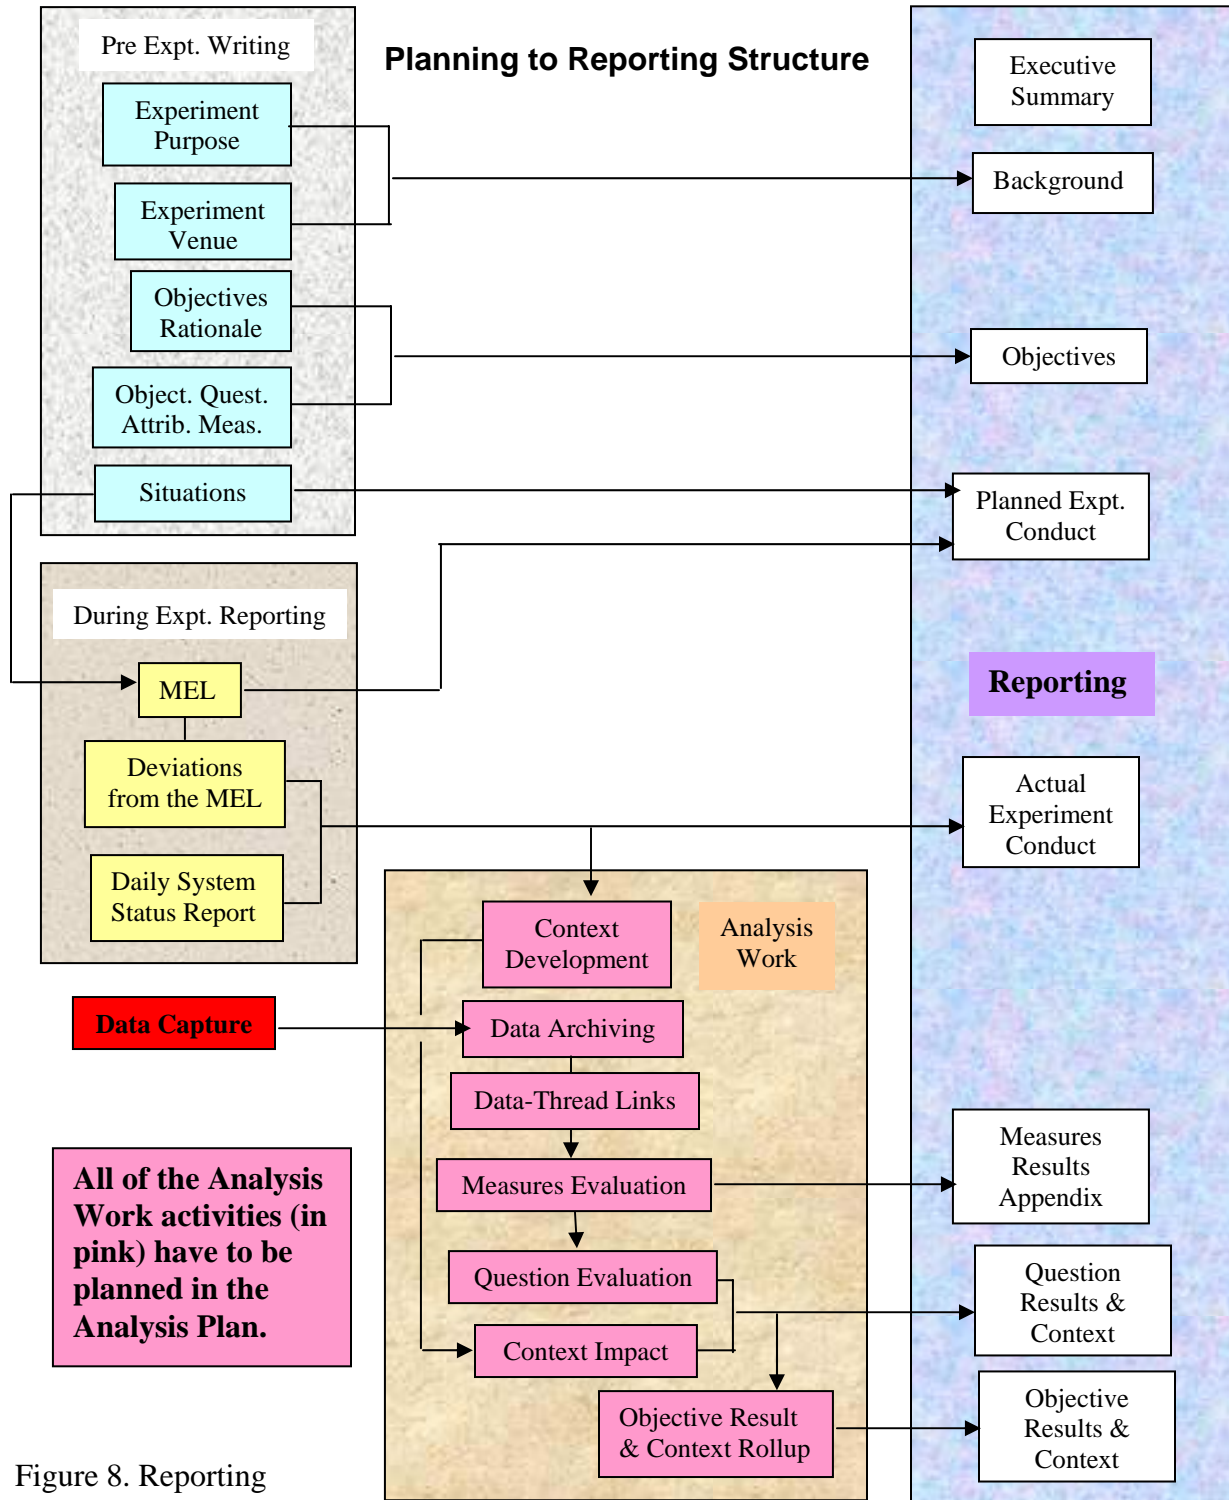 Pre Expt. Writing
Planning to Reporting Structure
Experiment
Purpose
Experiment
Venue
Objectives
Rationale
Object. Quest.
Attrib. Meas.
Situations
During Expt. Reporting
MEL
Deviations
from the MEL
Daily System
Status Report
Data Capture
All of the Analysis
Work activities (in
pink) have to be
planned in the
Analysis Plan.
Context
Development
Analysis
Work
Data Archiving
Data-Thread Links
Measures Evaluation
Question Evaluation
Context Impact
Objective Result
& Context Rollup
Executive
Summary
Background
Objectives
Planned Expt.
Conduct
Reporting
Actual
Experiment
Conduct
Measures
Results
Appendix
Question
Results &
Context
Objective
Results &
Context
Figure 8. Reporting